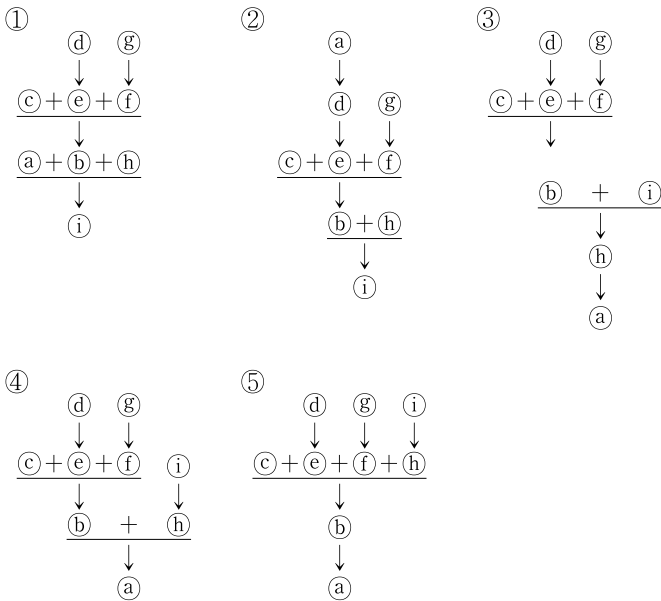 ① ② ③
ⓓ ⓖ ⓐ ⓓ ⓖ
ⓒ + ⓔ + ⓕ ⓓ ⓖ ⓒ + ⓔ + ⓕ
ⓐ + ⓑ + ⓗ ⓒ + ⓔ + ⓕ
ⓑ + ⓘ
ⓘ ⓑ + ⓗ
ⓗ
ⓘ
ⓐ
④ ⑤
ⓓ ⓖ ⓓ ⓖ ⓘ
ⓒ + ⓔ + ⓕ ⓘ ⓒ + ⓔ + ⓕ + ⓗ
ⓑ + ⓗ ⓑ
ⓐ ⓐ